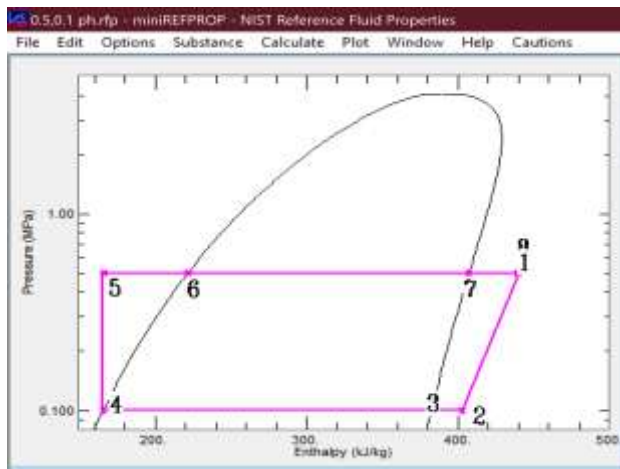 0.5,0,1 ph.rfp - miniREFPROP - NIST Reference Fluid Properties
File Edit Options Substance Calculate Plot Window Help Cautions
1.00
8
1
5 6 7
Pressure (MPa)
4 3 2
0.100
200. 300. 400. 500.
Enthalpy (kJ/kg)